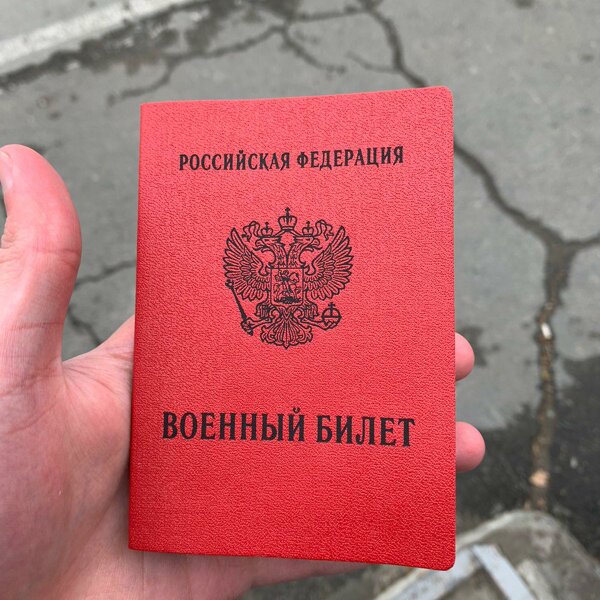 РОССИЙСКАЯ ФЕДЕРАЦИЯ
ВОЕННЫЙ БИЛЕТ